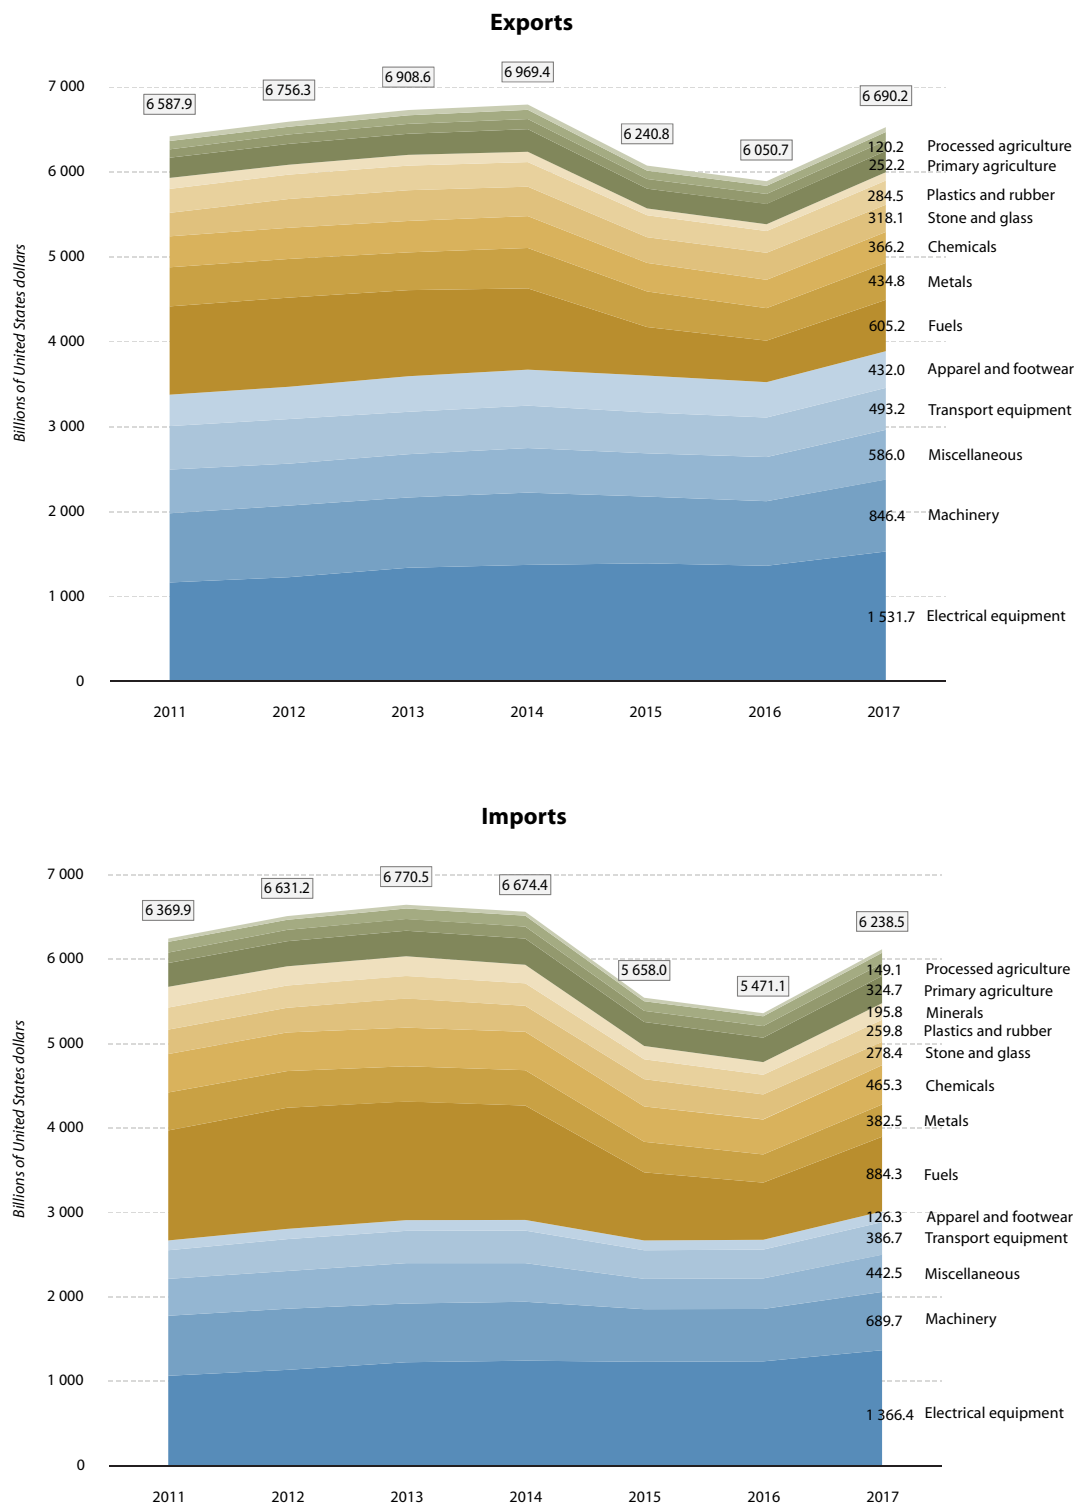 Exports
Billions of United States dollars
7 000
6 000
5 000
4 000
3 000
2 000
1 000
0
6 587.9
6 756.3
6 908.6
6 969.4
6 240.8
6 050.7
6 690.2
120.2 Processed agriculture
252.2 Primary agriculture
284.5 Plastics and rubber
318.1 Stone and glass
366.2 Chemicals
434.8 Metals
605.2 Fuels
432.0 Apparel and footwear
493.2 Transport equipment
586.0 Miscellaneous
846.4 Machinery
1 531.7 Electrical equipment
2011 2012 2013 2014 2015 2016 2017
Imports
Billions of United States dollars
7 000
6 000
5 000
4 000
3 000
2 000
1 000
0
6 369.9
6 631.2
6 770.5
6 674.4
5 658.0
5 471.1
6 238.5
149.1 Processed agriculture
324.7 Primary agriculture
195.8 Minerals
259.8 Plastics and rubber
278.4 Stone and glass
465.3 Chemicals
382.5 Metals
884.3 Fuels
126.3 Apparel and footwear
386.7 Transport equipment
442.5 Miscellaneous
689.7 Machinery
1 366.4 Electrical equipment
2011 2012 2013 2014 2015 2016 2017